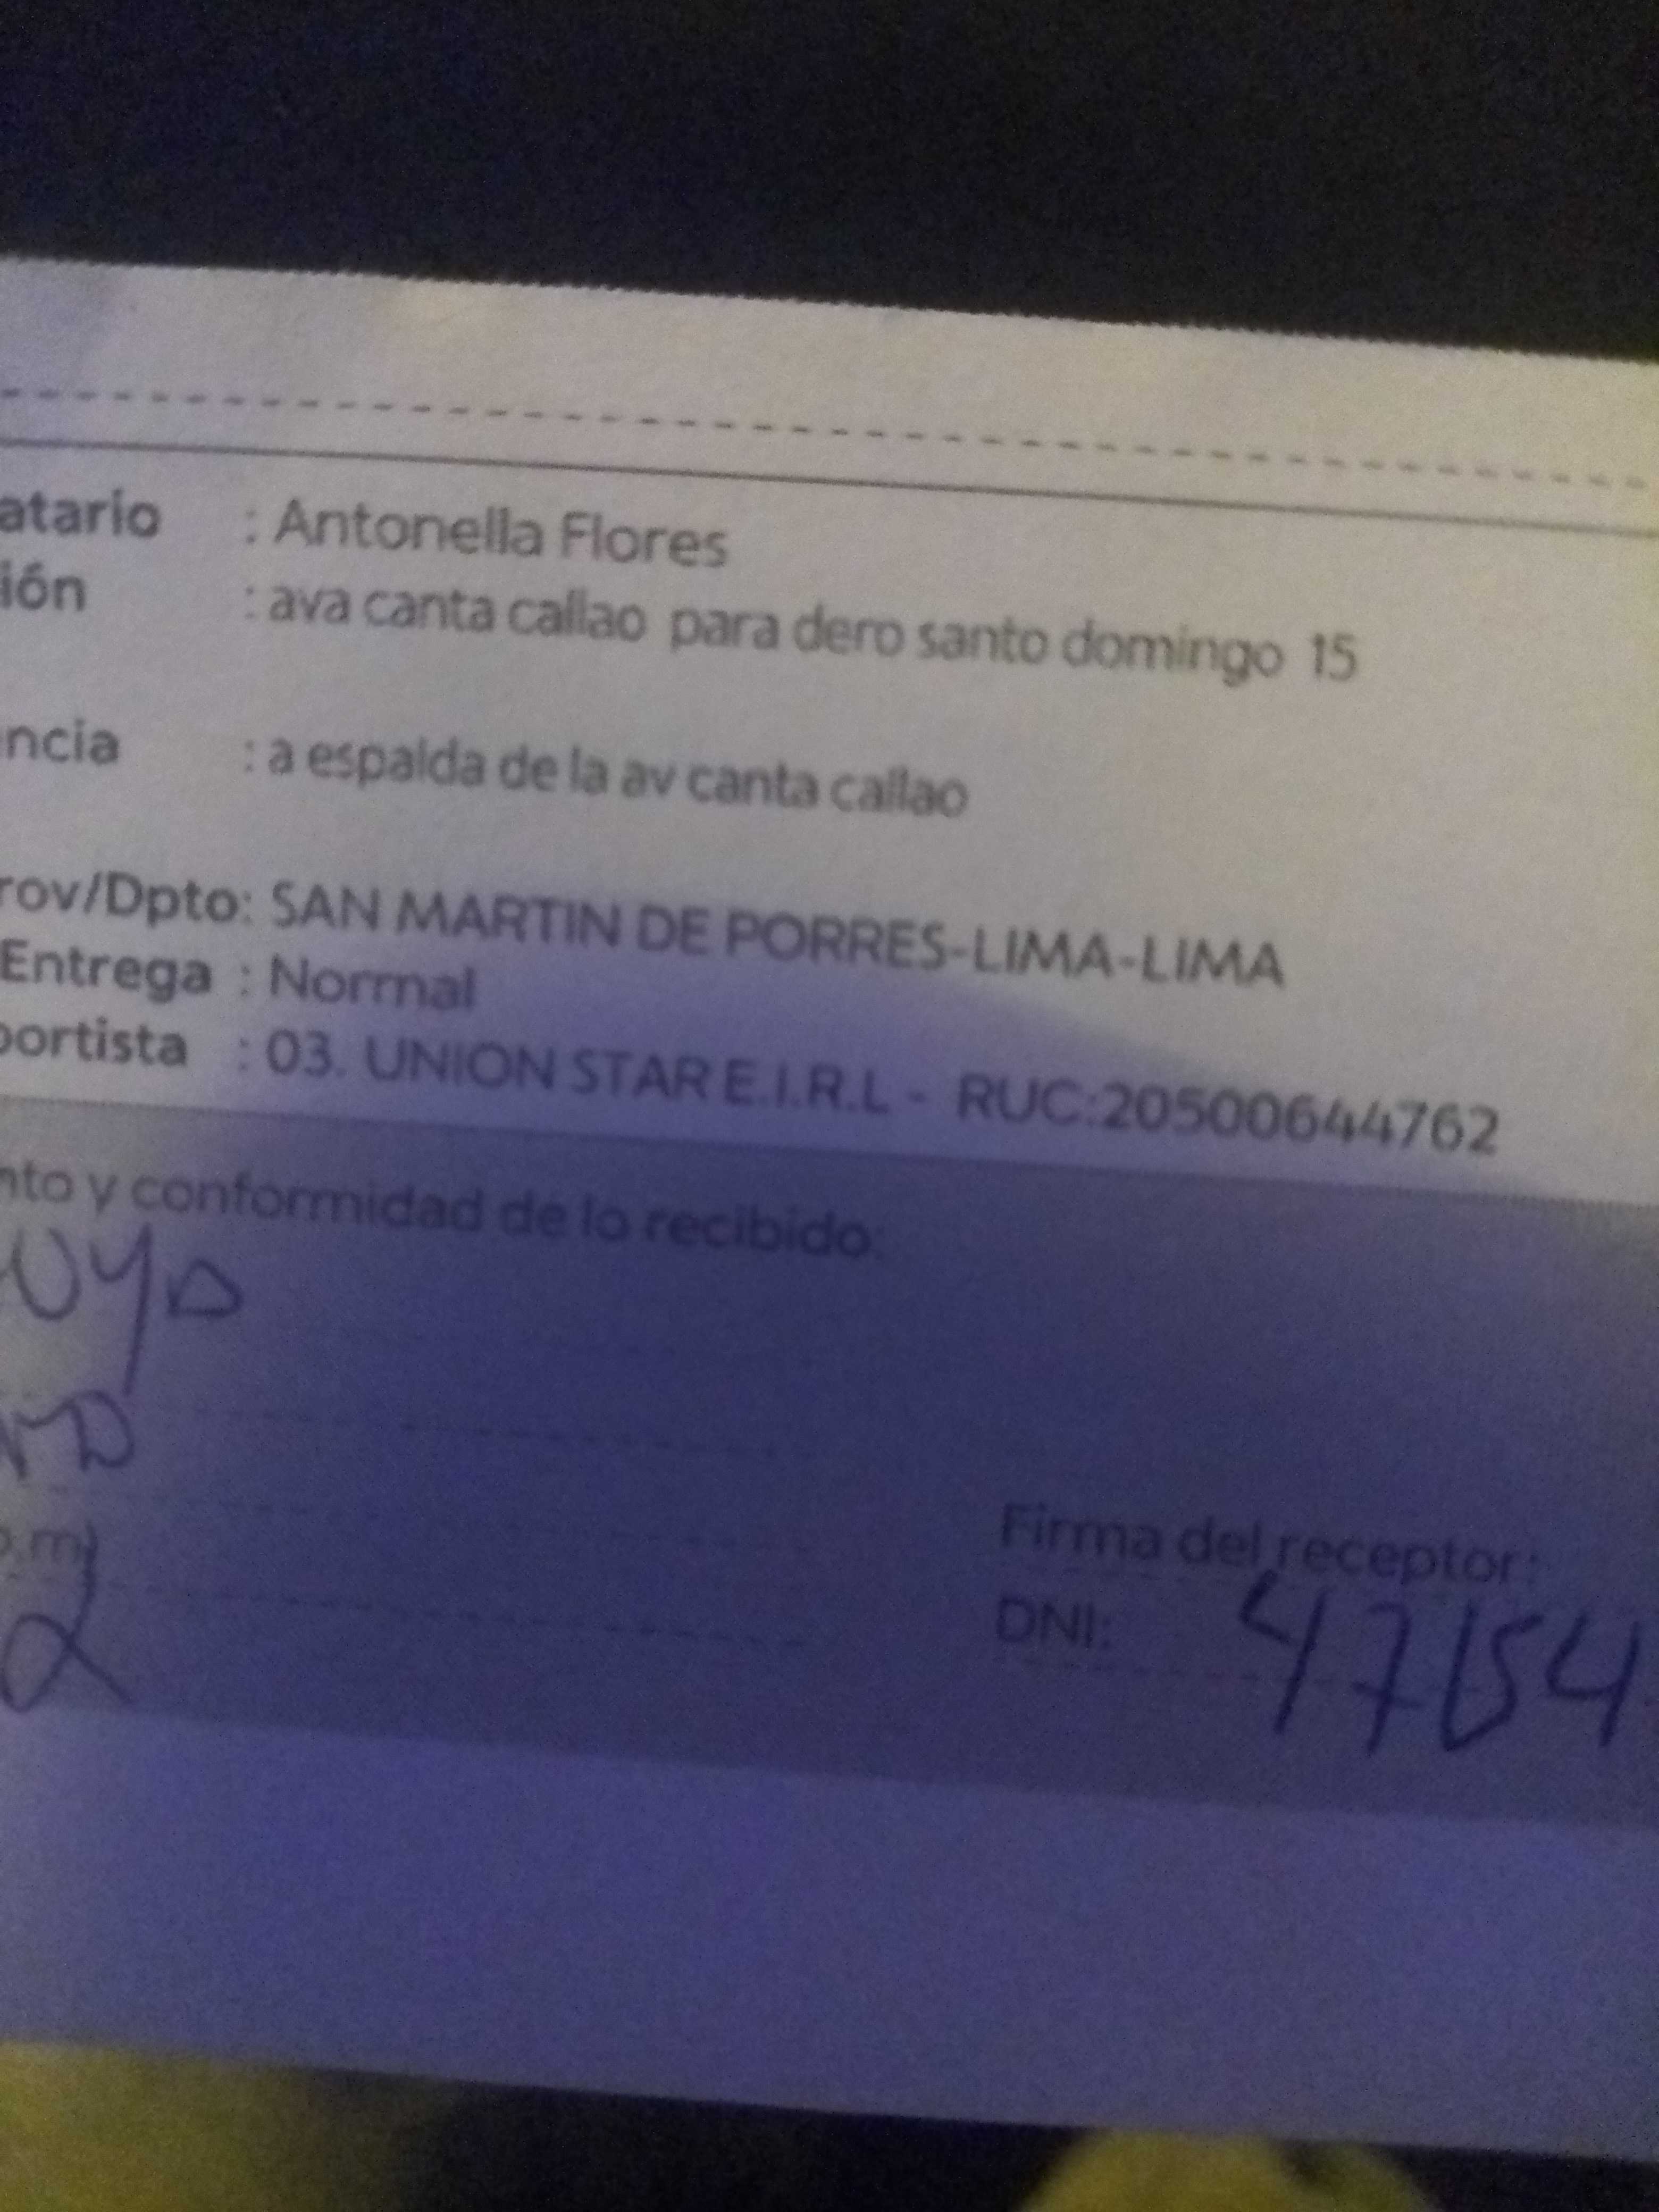 atario : Antonella Flores
ión : ava canta callao para dero santo domingo 15
ncia : a espalda de la av canta callao
rov/Dpto: SAN MARTIN DE PORRES-LIMA-LIMA
Entrega : Normal
portista : 03. UNION STAR E.I.R.L - RUC:20500644762
nto y conformidad de lo recibido:
p.m)
Firma del receptor:
DNI: 47154